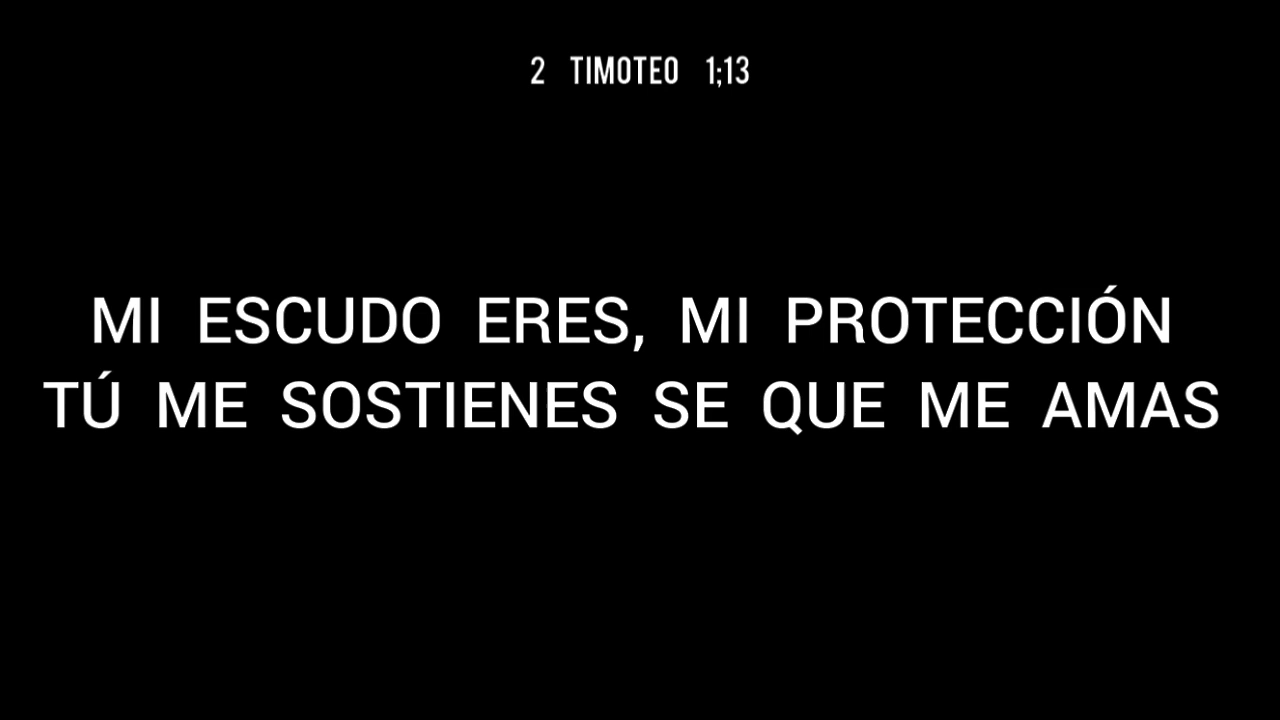 2 TIMOTEO 1;13
MI ESCUDO ERES, MI PROTECCIÓN
TÚ ME SOSTIENES SE QUE ME AMAS